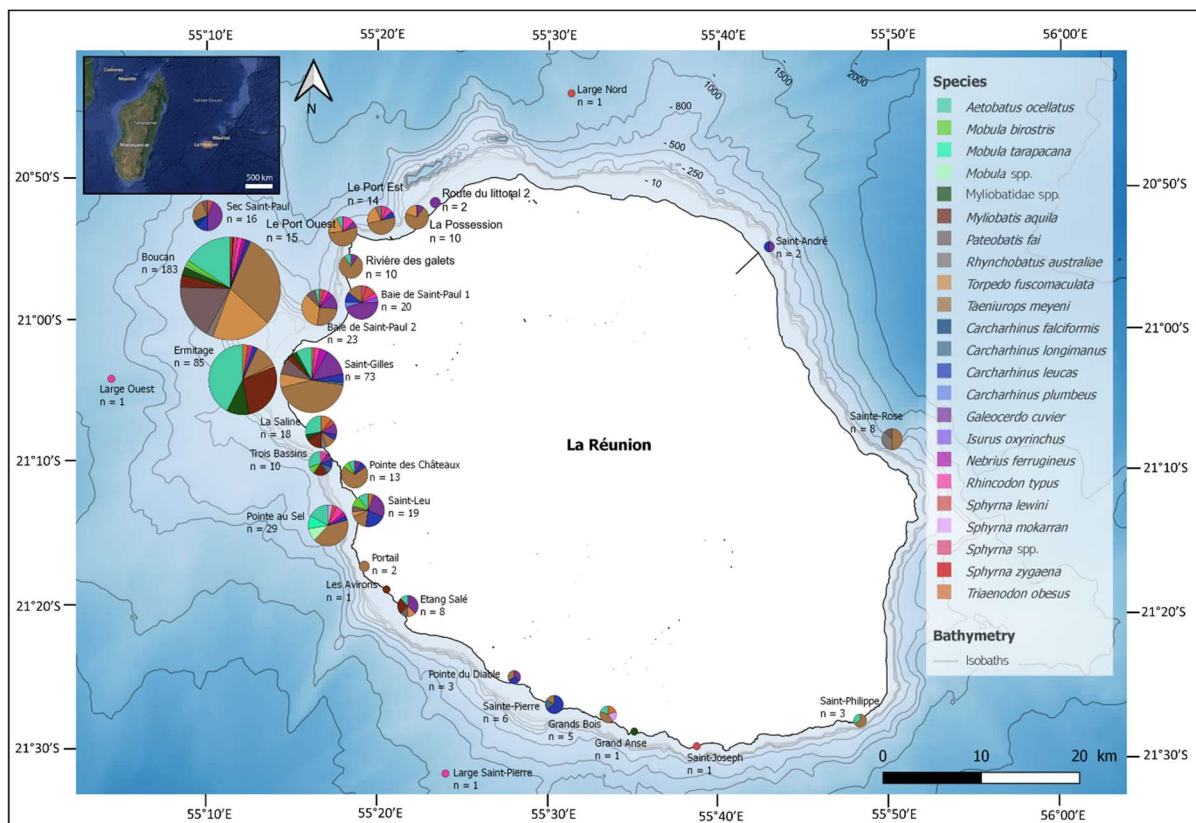 55°10'E 55°20'E 55°30'E 55°40'E 55°50'E 56°00'E
Comores
Mayotte
Madagascar
Maurice
La Réunion
500 km
N
Large Nord
n = 1
- 1000
- 1500
- 2000
- 800
- 500
- 250
- 10
20°50'S
20°50'S
Le Port Est
n = 14
Route du littoral 2
n = 2
Sec Saint-Paul
n = 16
Le Port Ouest
n = 15
La Possession
n = 10
Boucan
n = 183
Rivière des galets
n = 10
Saint-André
n = 2
Baie de Saint-Paul 1
n = 20
21°00'S
21°00'S
Baie de Saint-Paul 2
n = 23
Ermitage
n = 85
Saint-Gilles
n = 73
Large Ouest
n = 1
La Saline
n = 18
Sainte-Rose
n = 8
La Réunion
21°10'S
21°10'S
Trois Bassins
n = 10
Pointe des Châteaux
n = 13
Saint-Leu
n = 19
Pointe au Sel
n = 29
Portail
n = 2
Les Avirons
n = 1
Etang Salé
n = 8
21°20'S
21°20'S
Pointe du Diable
n = 3
Sainte-Pierre
n = 6
Grands Bois
n = 5
Grand Anse
n = 1
Saint-Joseph
n = 1
Saint-Philippe
n = 3
21°30'S
21°30'S
Large Saint-Pierre
n = 1
0 10 20 km
Species
Aetobatus ocellatus
Mobula birostris
Mobula tarapacana
Mobula spp.
Myliobatidae spp.
Myliobatis aquila
Pateobatis fai
Rhynchobatus australiae
Torpedo fuscomaculata
Taeniurops meyeni
Carcharhinus falciformis
Carcharhinus longimanus
Carcharhinus leucas
Carcharhinus plumbeus
Galeocerdo cuvier
Isurus oxyrinchus
Nebrius ferrugineus
Rhincodon typus
Sphyrna lewini
Sphyrna mokarran
Sphyrna spp.
Sphyrna zygaena
Triaenodon obesus
Bathymetry
Isobaths
55°10'E 55°20'E 55°30'E 55°40'E 55°50'E 56°00'E